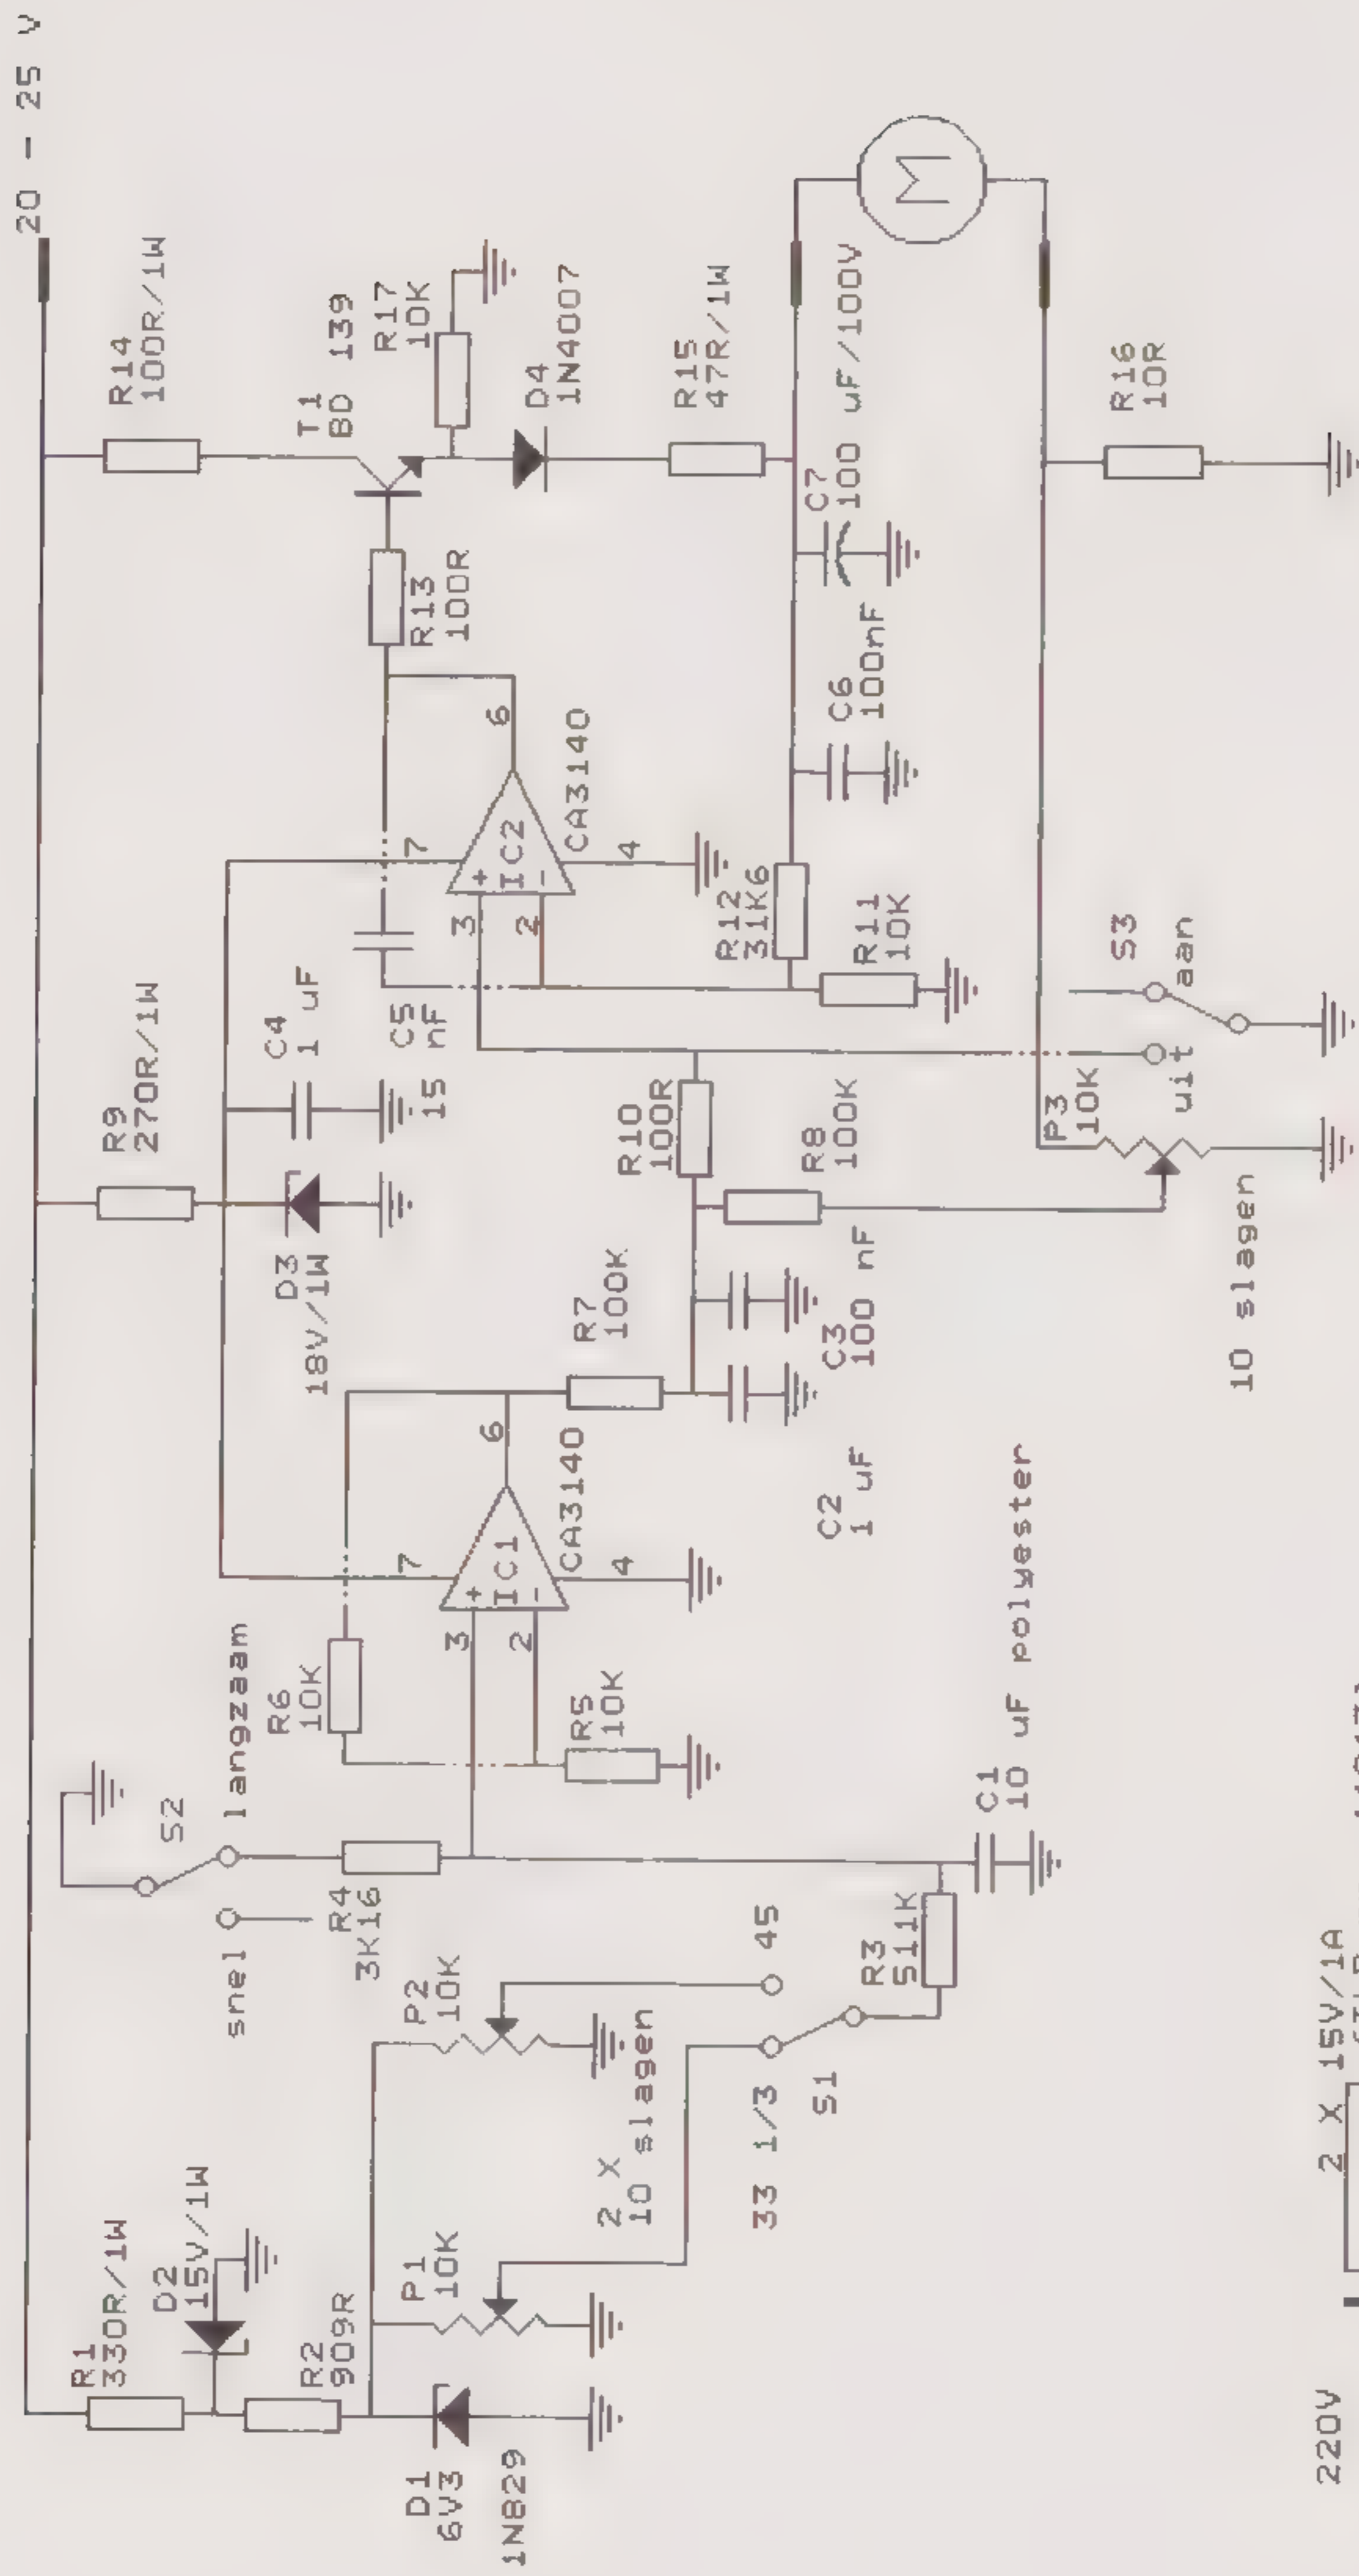 20 - 25 V
R1
330R/1W
D2
15V/1W
R2
909R
D1
6V3
1N829
P1
10K
P2
10K
2 X
10 slagen
33 1/3
45
S1
R3
511K
C1
10 uF polyester
S2
snel
langzaam
R4
3K16
R6
10K
R5
10K
3
2
7
+
IC1
-
6
4
CA3140
R7
100K
C2
1 uF
C3
100 nF
R9
270R/1W
D3
18V/1W
C4
1 uF
C5
15 nF
R10
100R
R8
100K
P3
10K
10 slagen
S3
uit
aan
3
2
7
+
IC2
-
6
4
CA3140
R12
31K6
R11
10K
C6
100nF
C7
100 uF/100V
R13
100R
R14
100R/1W
T1
BD 139
R17
10K
D4
1N4007
R15
47R/1W
M
R16
10R
220V
2 X 15V/1A